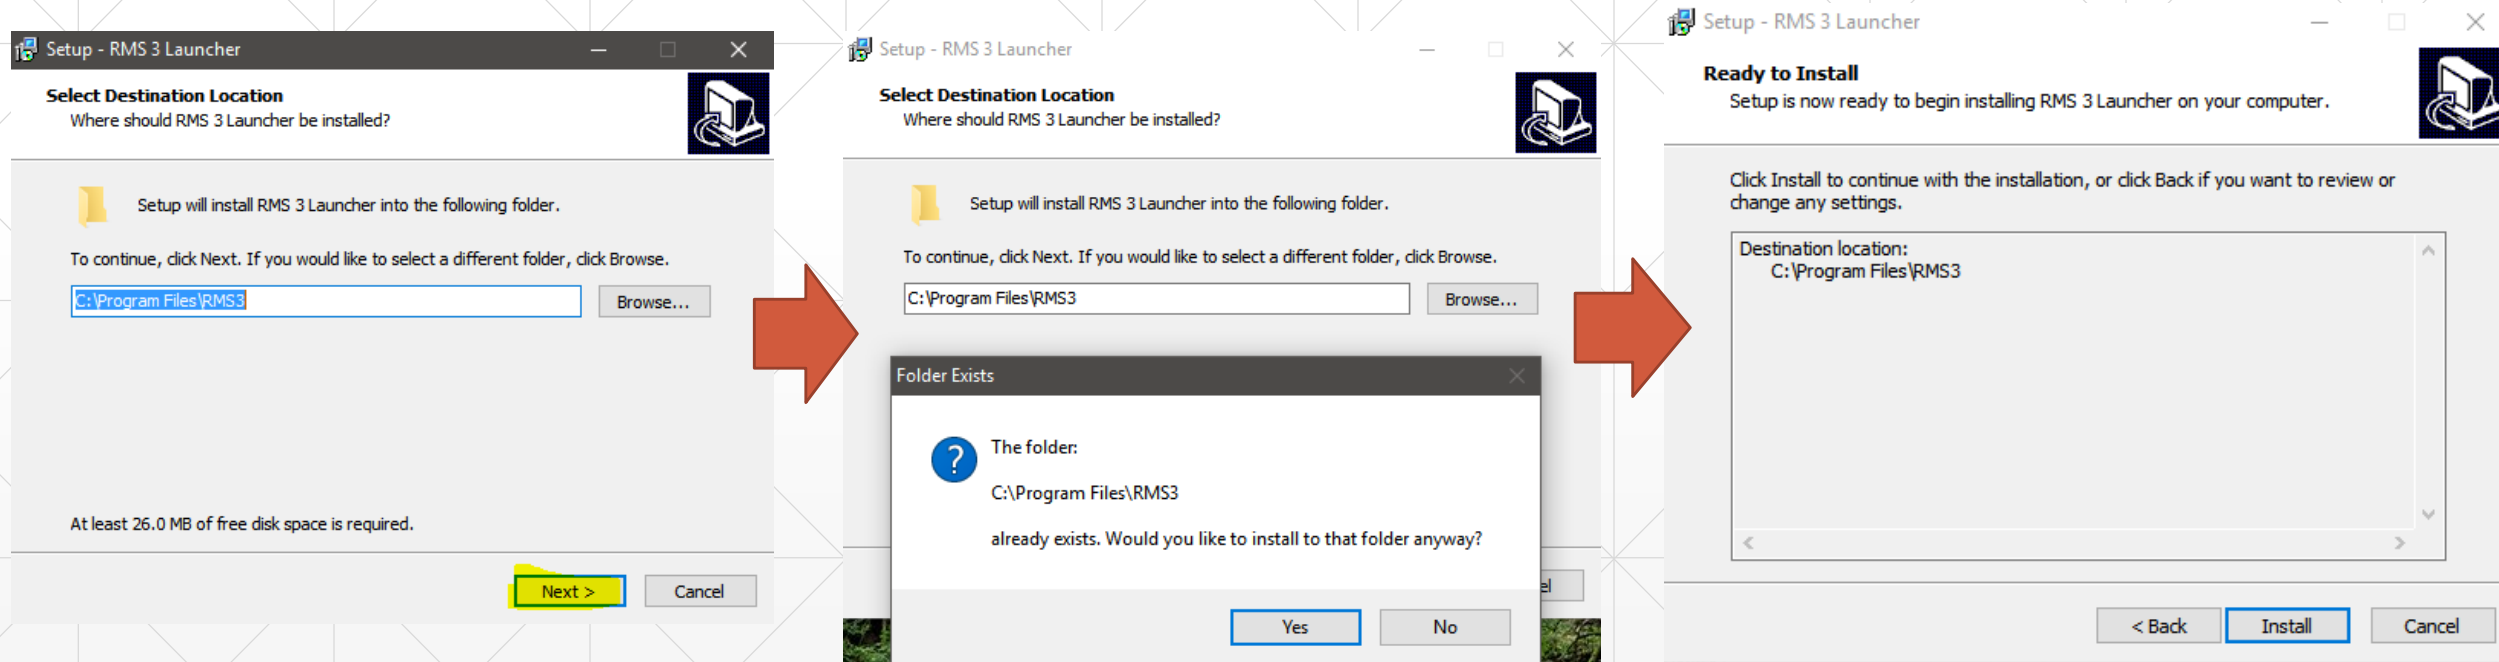 Setup - RMS 3 Launcher
Select Destination Location
Where should RMS 3 Launcher be installed?
Setup will install RMS 3 Launcher into the following folder.
To continue, click Next. If you would like to select a different folder, click Browse.
C:\Program Files\RMS3
Browse...
At least 26.0 MB of free disk space is required.
Next >
Cancel
Setup - RMS 3 Launcher
Select Destination Location
Where should RMS 3 Launcher be installed?
Setup will install RMS 3 Launcher into the following folder.
To continue, click Next. If you would like to select a different folder, click Browse.
C:\Program Files\RMS3
Browse...
Folder Exists
The folder:
C:\Program Files\RMS3
already exists. Would you like to install to that folder anyway?
el
Yes
No
Setup - RMS 3 Launcher
Ready to Install
Setup is now ready to begin installing RMS 3 Launcher on your computer.
Click Install to continue with the installation, or click Back if you want to review or
change any settings.
Destination location:
C:\Program Files\RMS3
< Back
Install
Cancel